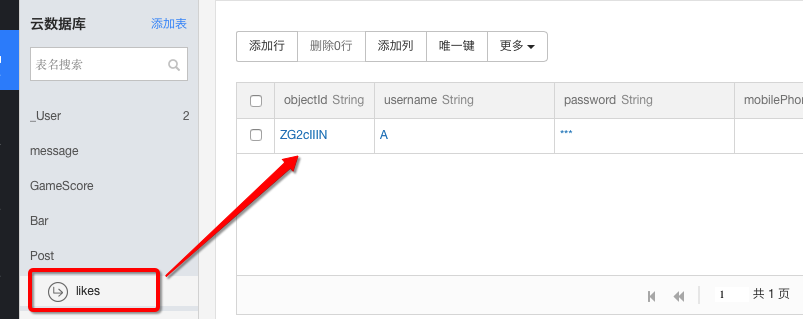 云数据库 添加表
表名搜索
_User 2
message
GameScore
Bar
Post
likes
添加行 删除0行 添加列 唯一键 更多
objectId String username String password String mobilePhon
ZG2cIIIN A ***
1 共 1 页